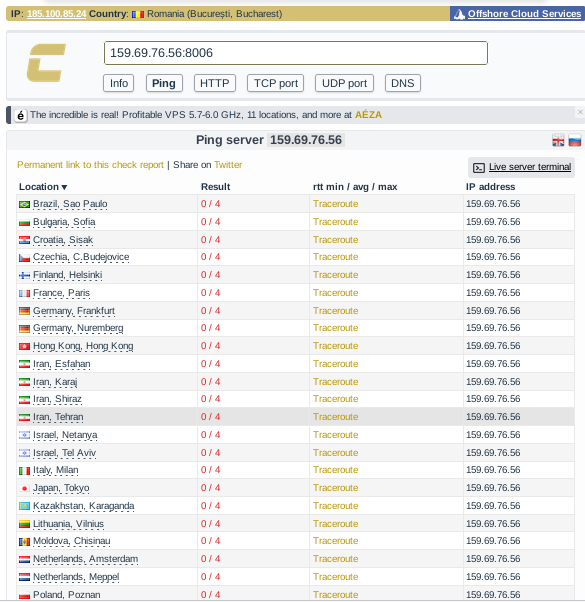 IP: 185.100.85.24 Country: Romania (București, Bucharest)
Offshore Cloud Services
159.69.76.56:8006
Info Ping HTTP TCP port UDP port DNS
The incredible is real! Profitable VPS 5.7-6.0 GHz, 11 locations, and more at AÉZA
Ping server 159.69.76.56
Permanent link to this check report | Share on Twitter
Live server terminal
Location▼ Result rtt min / avg / max IP address
Brazil, Sao Paulo 0 / 4 Traceroute 159.69.76.56
Bulgaria, Sofia 0 / 4 Traceroute 159.69.76.56
Croatia, Sisak 0 / 4 Traceroute 159.69.76.56
Czechia, C.Budejovice 0 / 4 Traceroute 159.69.76.56
Finland, Helsinki 0 / 4 Traceroute 159.69.76.56
France, Paris 0 / 4 Traceroute 159.69.76.56
Germany, Frankfurt 0 / 4 Traceroute 159.69.76.56
Germany, Nuremberg 0 / 4 Traceroute 159.69.76.56
Hong Kong, Hong Kong 0 / 4 Traceroute 159.69.76.56
Iran, Esfahan 0 / 4 Traceroute 159.69.76.56
Iran, Karaj 0 / 4 Traceroute 159.69.76.56
Iran, Shiraz 0 / 4 Traceroute 159.69.76.56
Iran, Tehran 0 / 4 Traceroute 159.69.76.56
Israel, Netanya 0 / 4 Traceroute 159.69.76.56
Israel, Tel Aviv 0 / 4 Traceroute 159.69.76.56
Italy, Milan 0 / 4 Traceroute 159.69.76.56
Japan, Tokyo 0 / 4 Traceroute 159.69.76.56
Kazakhstan, Karaganda 0 / 4 Traceroute 159.69.76.56
Lithuania, Vilnius 0 / 4 Traceroute 159.69.76.56
Moldova, Chisinau 0 / 4 Traceroute 159.69.76.56
Netherlands, Amsterdam 0 / 4 Traceroute 159.69.76.56
Netherlands, Meppel 0 / 4 Traceroute 159.69.76.56
Poland, Poznan 0 / 4 Traceroute 159.69.76.56